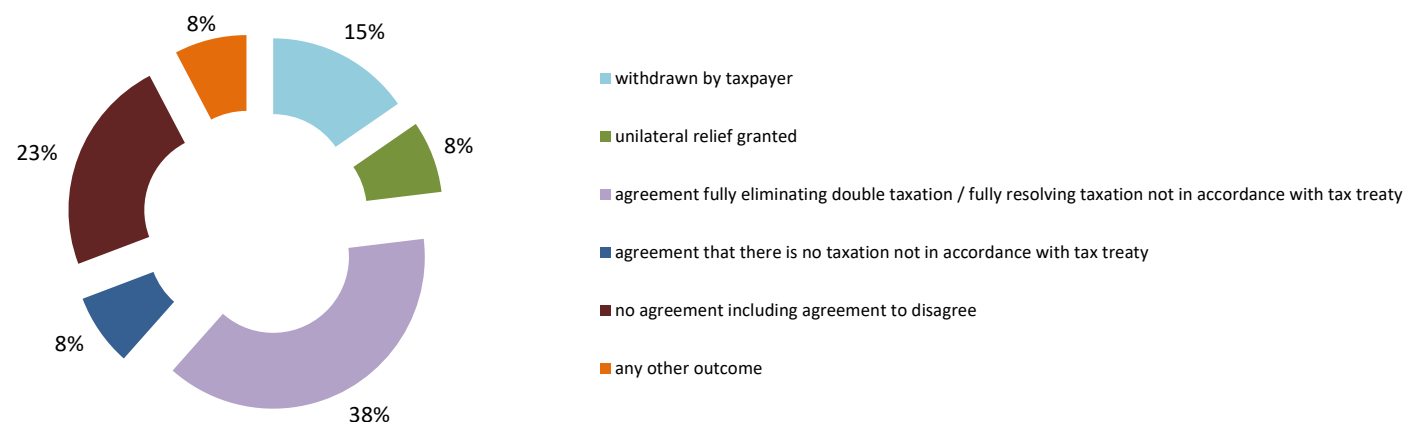 8%
15%
8%
23%
8%
38%
withdrawn by taxpayer
unilateral relief granted
agreement fully eliminating double taxation / fully resolving taxation not in accordance with tax treaty
agreement that there is no taxation not in accordance with tax treaty
no agreement including agreement to disagree
any other outcome